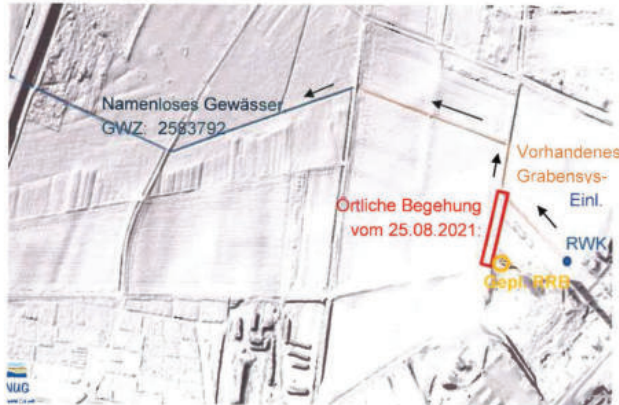 Namenloses Gewässer
GWZ: 2583792
Vorhandenes
Grabensys-
Einl.
Örtliche Begehung
vom 25.08.2021:
RWK
Gepl. RRB
NUG